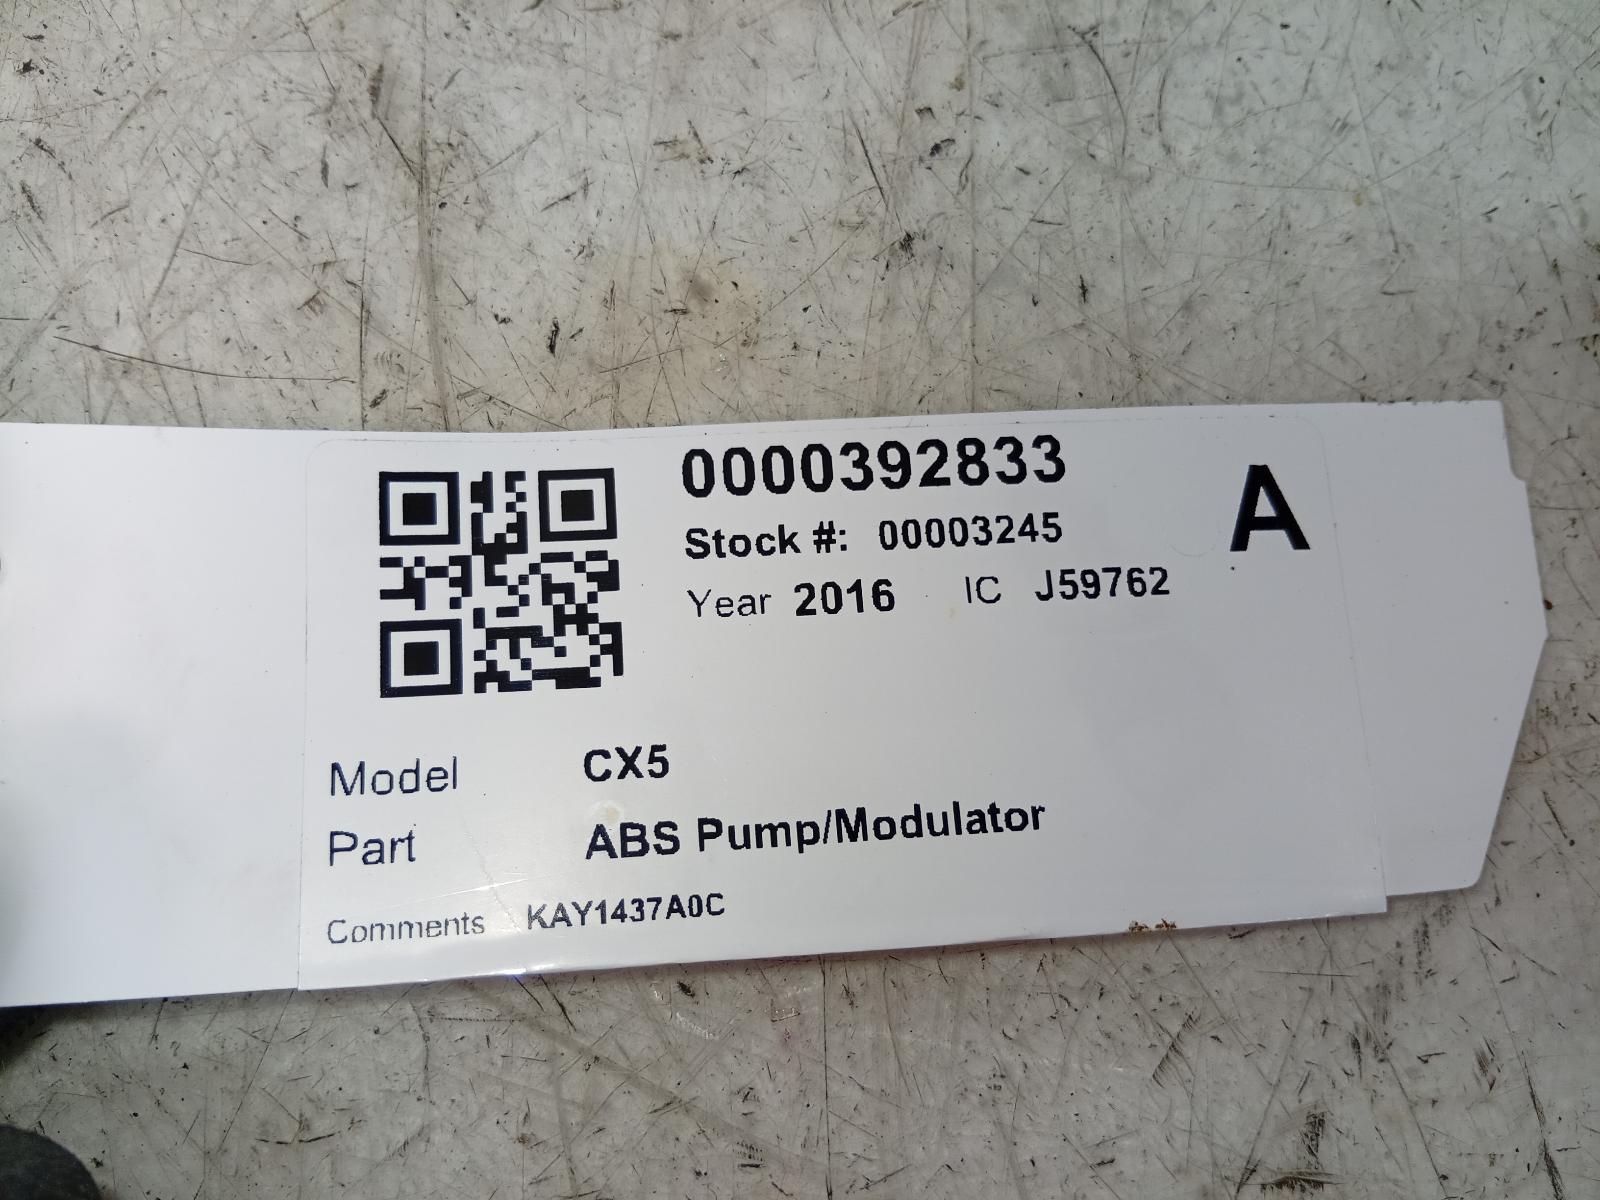 0000392833
A
Stock #: 00003245
Year 2016 IC J59762
Model CX5
Part ABS Pump/Modulator
Comments KAY1437A0C